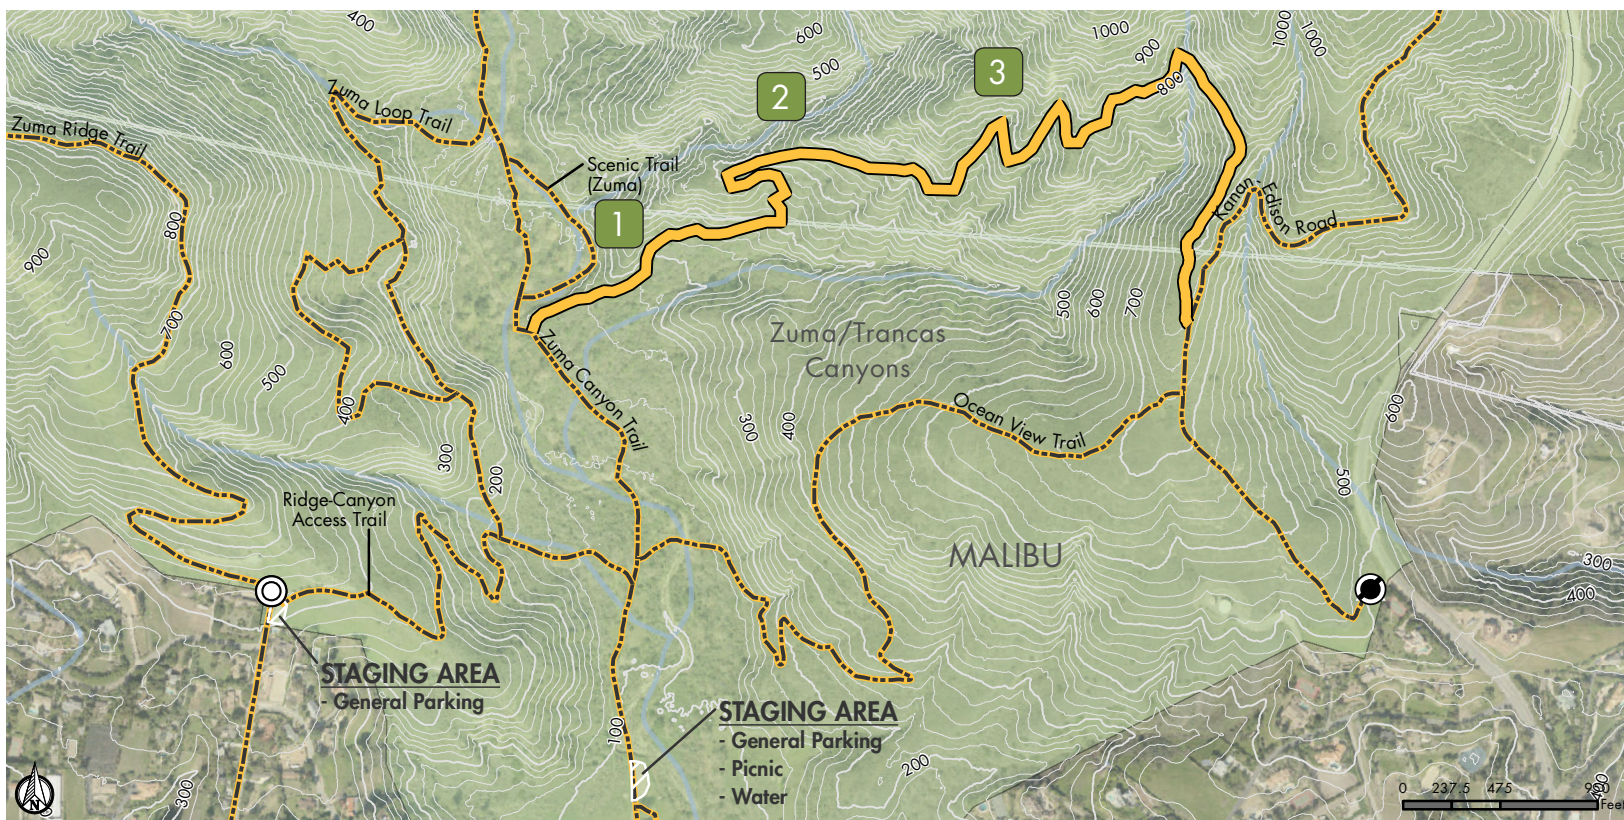 400
600
500
1000
900
1000
1000
800
3
2
Zuma Loop Trail
Zuma Ridge Trail
Scenic Trail
(Zuma)
1
800
900
Kanan
Edison Road
700
600
500
400
500
600
700
Zuma/Trancas
Canyons
Zuma Canyon Trail
Ocean View Trail
300
400
600
300
200
500
Ridge-Canyon
Access Trail
MALIBU
300
400
STAGING AREA
- General Parking
STAGING AREA
- General Parking
- Picnic
- Water
100
200
300
N
0 237.5 475 950
Feet